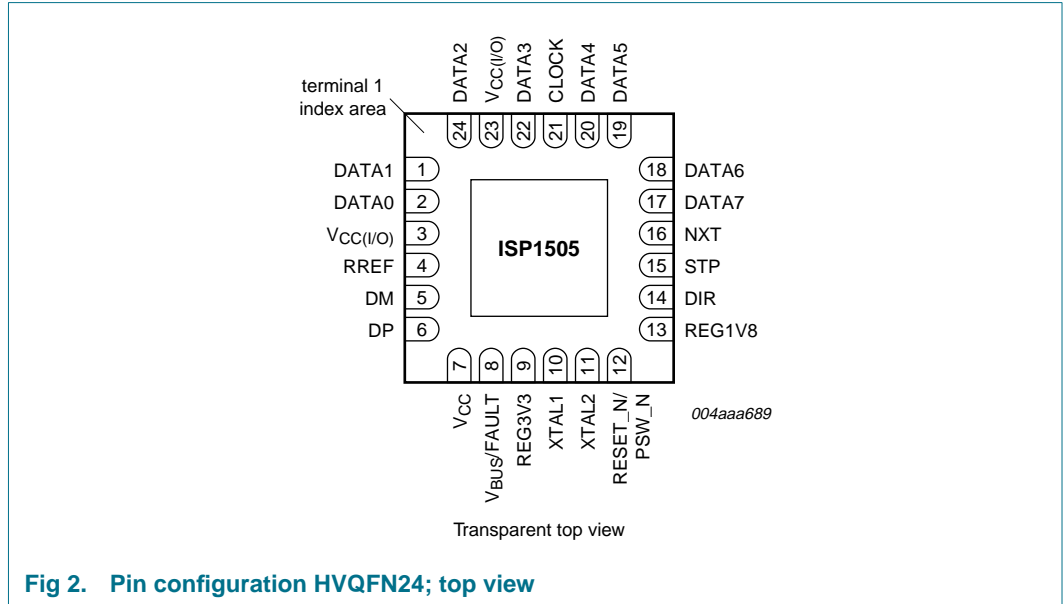 DATA2
VCC(I/O)
DATA3
CLOCK
DATA4
DATA5
terminal 1
index area
24
23
22
21
20
19
DATA1 1
DATA0 2
VCC(I/O) 3
RREF 4
DM 5
DP 6
ISP1505
18 DATA6
17 DATA7
16 NXT
15 STP
14 DIR
13 REG1V8
7
8
9
10
11
12
VCC
VBUS/FAULT
REG3V3
XTAL1
XTAL2
RESET_N/
PSW_N
004aaa689
Transparent top view
Fig 2. Pin configuration HVQFN24; top view